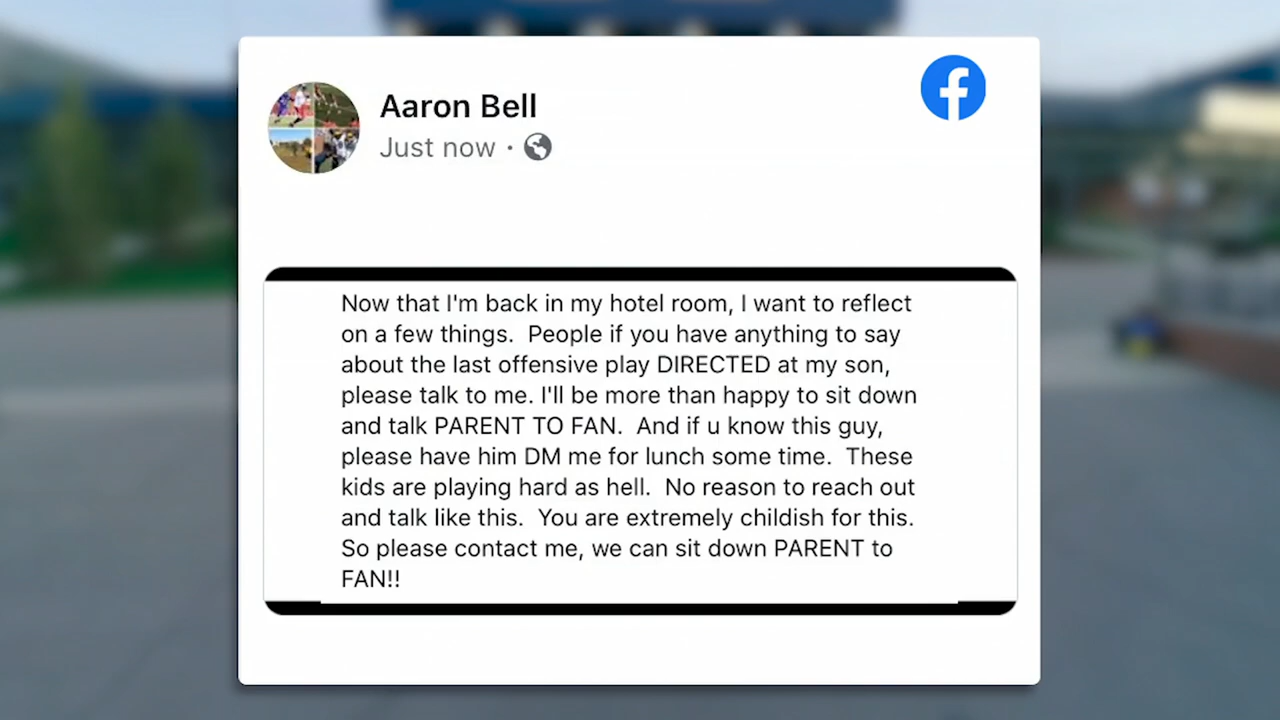 Aaron Bell
Just now ·
Now that I'm back in my hotel room, I want to reflect
on a few things.  People if you have anything to say
about the last offensive play DIRECTED at my son,
please talk to me. I'll be more than happy to sit down
and talk PARENT TO FAN.  And if u know this guy,
please have him DM me for lunch some time.  These
kids are playing hard as hell.  No reason to reach out
and talk like this.  You are extremely childish for this.
So please contact me, we can sit down PARENT to
FAN!!